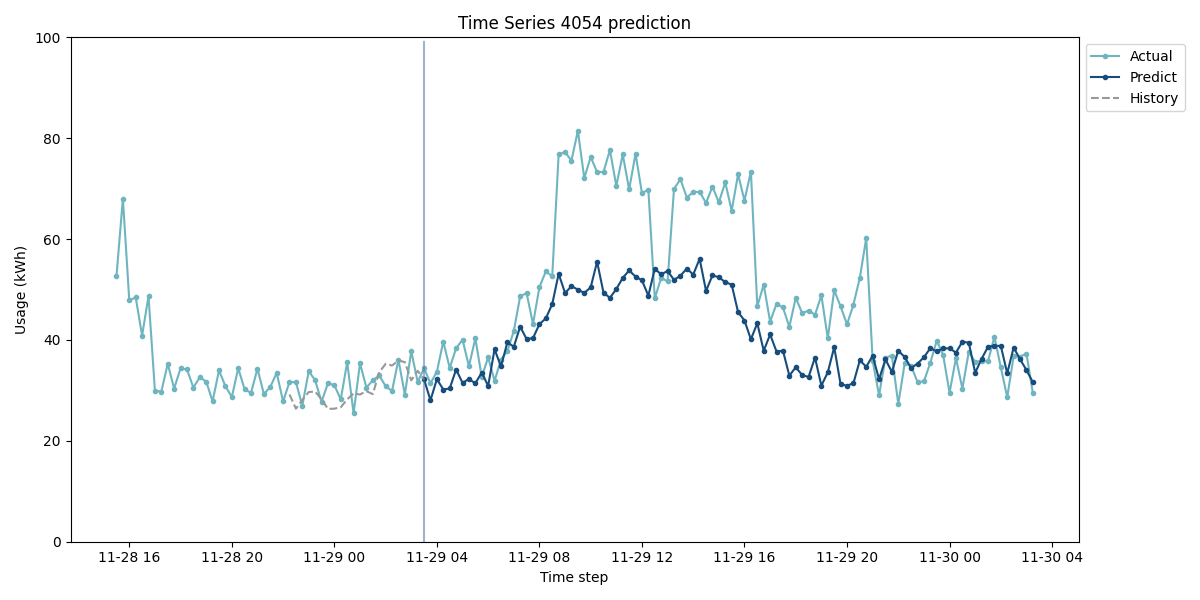 Time Series 4054 prediction
100
80
60
40
20
0
Usage (kWh)
11-28 16
11-28 20
11-29 00
11-29 04
11-29 08
11-29 12
11-29 16
11-29 20
11-30 00
11-30 04
Time step
Actual
Predict
History